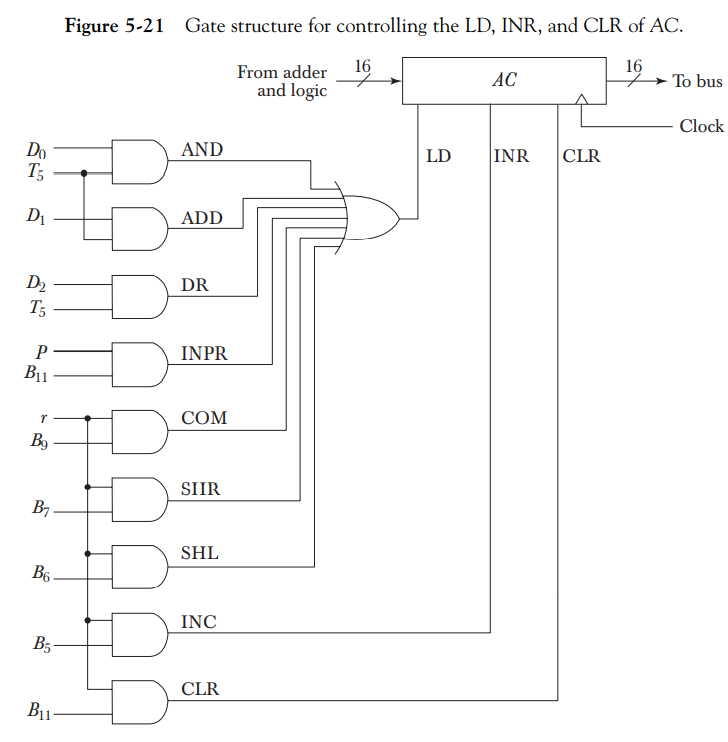 Figure 5-21 Gate structure for controlling the LD, INR, and CLR of AC.
From adder
and logic
16
AC
16
To bus
Clock
LD
INR
CLR
D₀
T₅
AND
D₁
ADD
D₂
T₅
DR
p
B₁₁
INPR
r
B₉
COM
B₇
SHR
B₆
SHL
B₅
INC
B₁₁
CLR